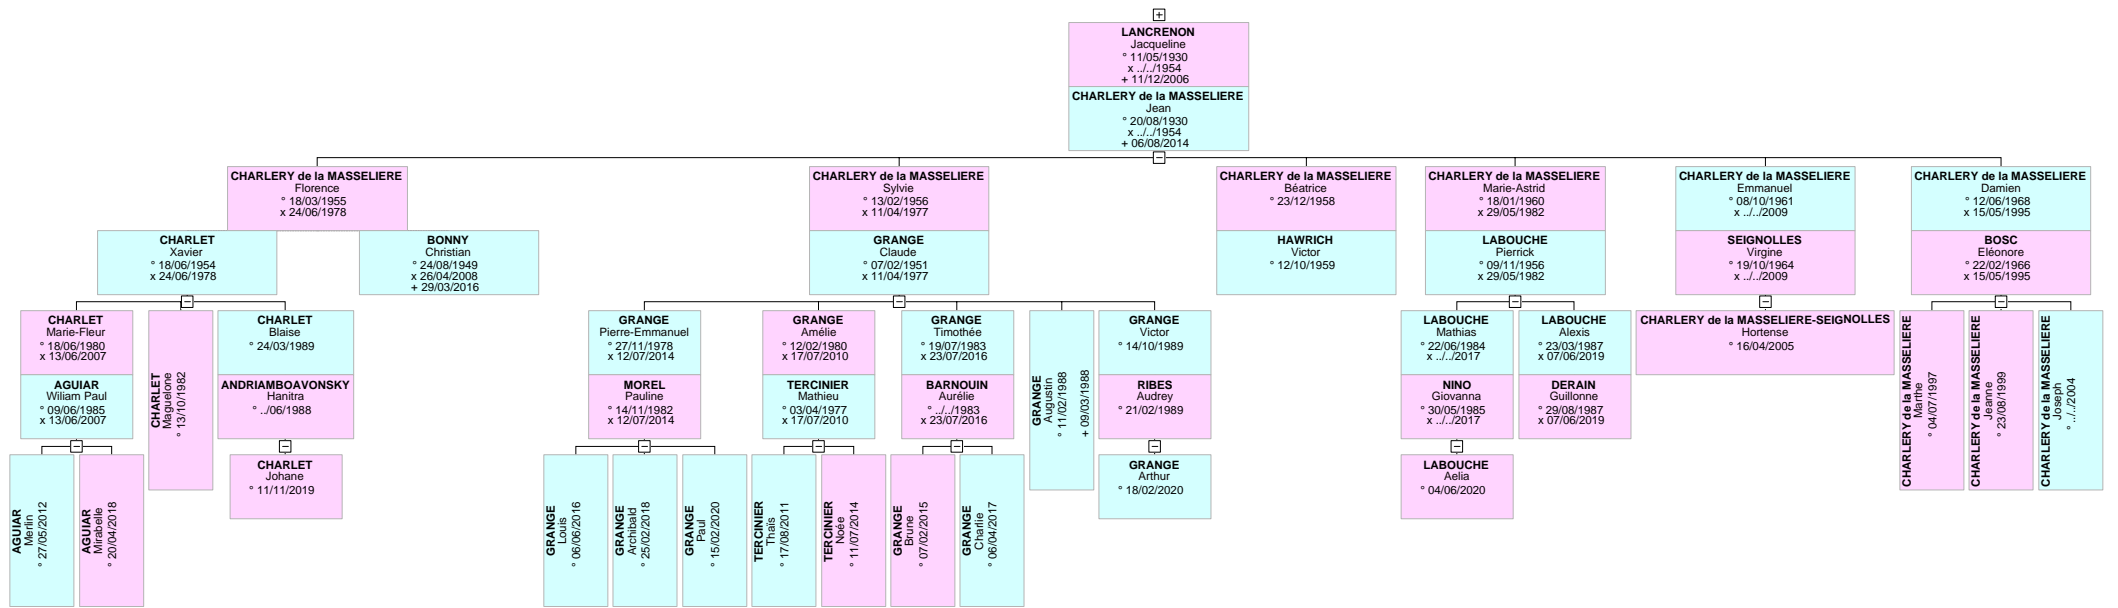 LANCRENON
Jacqueline
° 11/05/1930
x ../../1954
+ 11/12/2006
CHARLERY de la MASSELIERE
Jean
° 20/08/1930
x ../../1954
+ 06/08/2014
CHARLERY de la MASSELIERE
Florence
° 18/03/1955
x 24/06/1978
CHARLET
Xavier
° 18/06/1954
x 24/06/1978
BONNY
Christian
° 24/08/1949
x 26/04/2008
+ 29/03/2016
CHARLERY de la MASSELIERE
Sylvie
° 13/02/1956
x 11/04/1977
GRANGE
Claude
° 07/02/1951
x 11/04/1977
CHARLERY de la MASSELIERE
Béatrice
° 23/12/1958
HAWRICH
Victor
° 12/10/1959
CHARLERY de la MASSELIERE
Marie-Astrid
° 18/01/1960
x 29/05/1982
LABOUCHE
Pierrick
° 09/11/1956
x 29/05/1982
CHARLERY de la MASSELIERE
Emmanuel
° 08/10/1961
x ../../2009
SEIGNOLLES
Virgine
° 19/10/1964
x ../../2009
CHARLERY de la MASSELIERE
Damien
° 12/06/1968
x 15/05/1995
BOSC
Eléonore
° 22/02/1966
x 15/05/1995
CHARLET
Marie-Fleur
° 18/06/1980
x 13/06/2007
AGUIAR
Wiliam Paul
° 09/06/1985
x 13/06/2007
CHARLET
Maguelone
° 13/10/1982
CHARLET
Blaise
° 24/03/1989
ANDRIAMBOAVONSKY
Hanitra
° ../06/1988
GRANGE
Pierre-Emmanuel
° 27/11/1978
x 12/07/2014
MOREL
Pauline
° 14/11/1982
x 12/07/2014
GRANGE
Amélie
° 12/02/1980
x 17/07/2010
TERCINIER
Mathieu
° 03/04/1977
x 17/07/2010
GRANGE
Timothée
° 19/07/1983
x 23/07/2016
BARNOUIN
Aurélie
° ../../1983
x 23/07/2016
GRANGE
Augustin
° 11/02/1988
+ 09/03/1988
GRANGE
Victor
° 14/10/1989
RIBES
Audrey
° 21/02/1989
LABOUCHE
Mathias
° 22/06/1984
x ../../2017
NINO
Giovanna
° 30/05/1985
x ../../2017
LABOUCHE
Alexis
° 23/03/1987
x 07/06/2019
DERAIN
Guillonne
° 29/08/1987
x 07/06/2019
CHARLERY de la MASSELIERE-SEIGNOLLES
Hortense
° 16/04/2005
CHARLERY de la MASSELIERE
Marthe
° 04/07/1997
CHARLERY de la MASSELIERE
Jeanne
° 23/08/1999
CHARLERY de la MASSELIERE
Joseph
° ../../2004
AGUIAR
Merlin
° 27/05/2012
AGUIAR
Mirabelle
° 20/04/2018
CHARLET
Johane
° 11/11/2019
GRANGE
Louis
° 06/06/2016
GRANGE
Archibald
° 25/02/2018
GRANGE
Paul
° 15/02/2020
TERCINIER
Thaïs
° 17/08/2011
TERCINIER
Noée
° 11/07/2014
GRANGE
Brune
° 07/02/2015
GRANGE
Charlie
° 06/04/2017
GRANGE
Arthur
° 18/02/2020
LABOUCHE
Aelia
° 04/06/2020